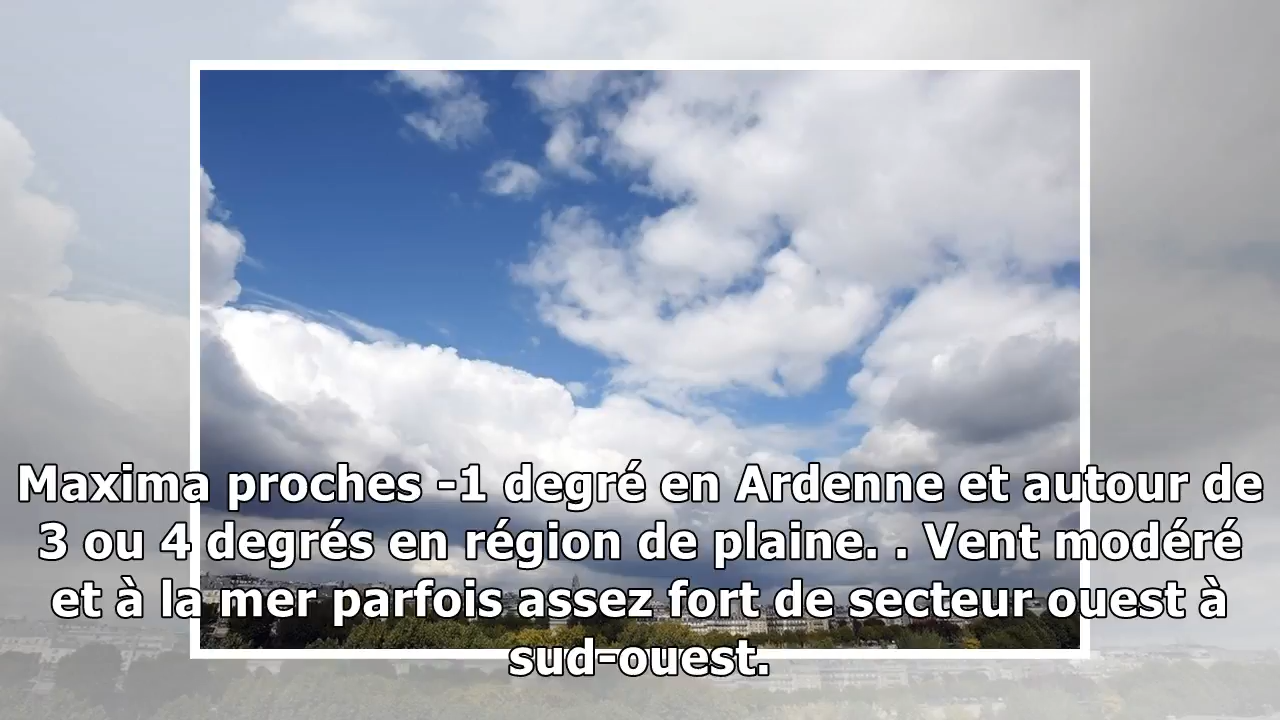 Maxima proches -1 degré en Ardenne et autour de
3 ou 4 degrés en région de plaine. . Vent modéré
et à la mer parfois assez fort de secteur ouest à
sud-ouest.